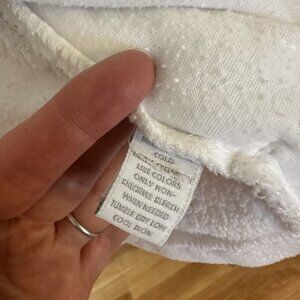 COLD
LIKE COLORS
ONLY NON-
CHLORINE BLEACH
WHEN NEEDED
TUMBLE DRY LOW
COOL IRON